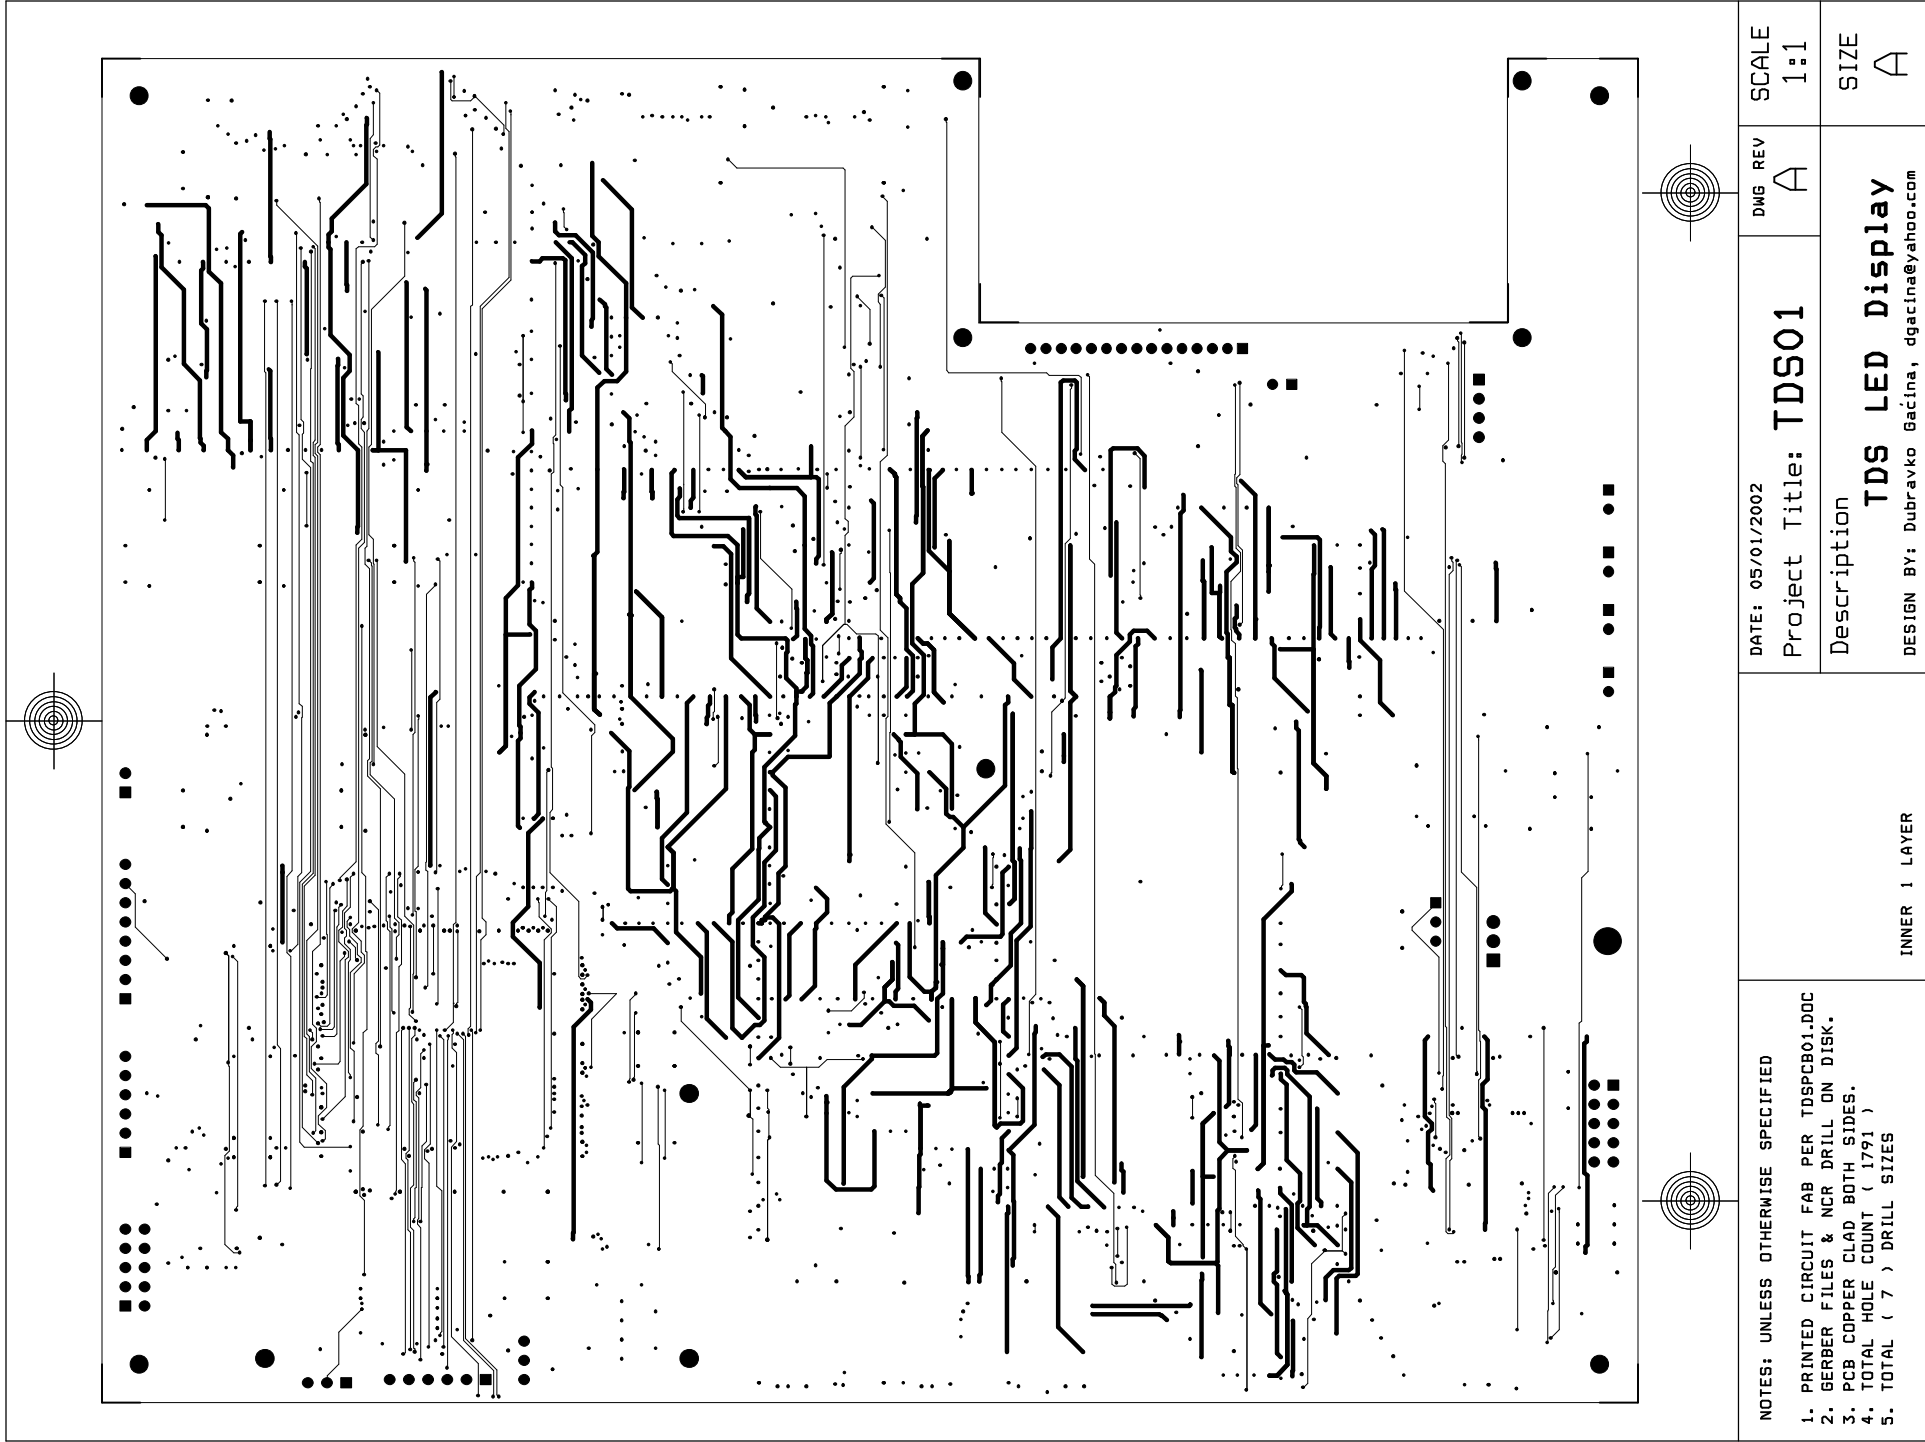 NOTES: UNLESS OTHERWISE SPECIFIED
1. PRINTED CIRCUIT FAB PER TDSPCB01.DOC
2. GERBER FILES & NCR DRILL ON DISK.
3. PCB COPPER CLAD BOTH SIDES.
4. TOTAL HOLE COUNT ( 1791 )
5. TOTAL ( 7 ) DRILL SIZES
INNER 1 LAYER
DATE: 05/01/2002
Project Title: TDS01
DWG REV
A
SCALE
1:1
Description
TDS LED Display
DESIGN BY: Dubravko Gaćina, dgacina@yahoo.com
SIZE
A